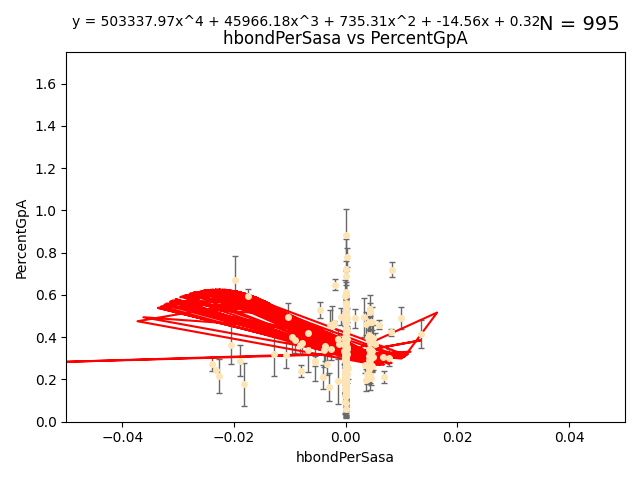 y = 503337.97x^4 + 45966.18x^3 + 735.31x^2 + -14.56x + 0.32
N = 995
hbondPerSasa vs PercentGpA
PercentGpA
1.6
1.4
1.2
1.0
0.8
0.6
0.4
0.2
0.0
−0.04 −0.02 0.00 0.02 0.04
hbondPerSasa